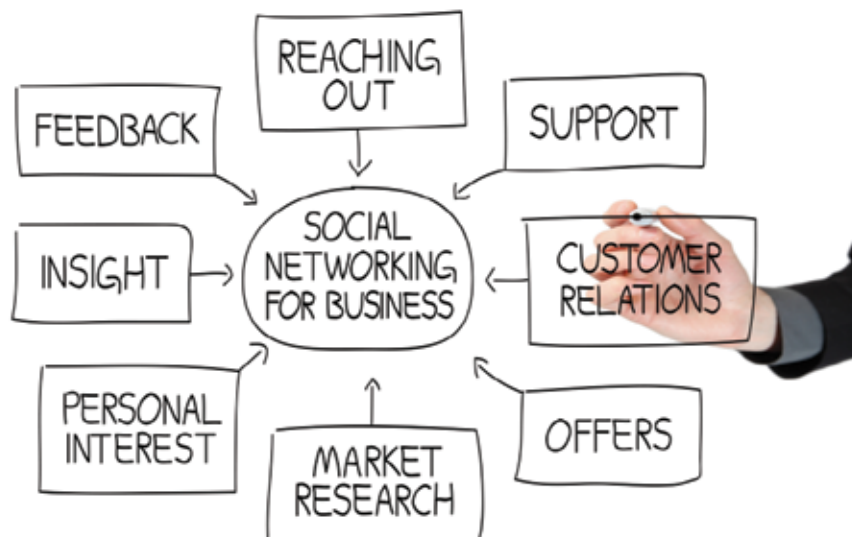 REACHING
OUT
FEEDBACK
SUPPORT
SOCIAL
NETWORKING
FOR BUSINESS
INSIGHT
CUSTOMER
RELATIONS
PERSONAL
INTEREST
MARKET
RESEARCH
OFFERS